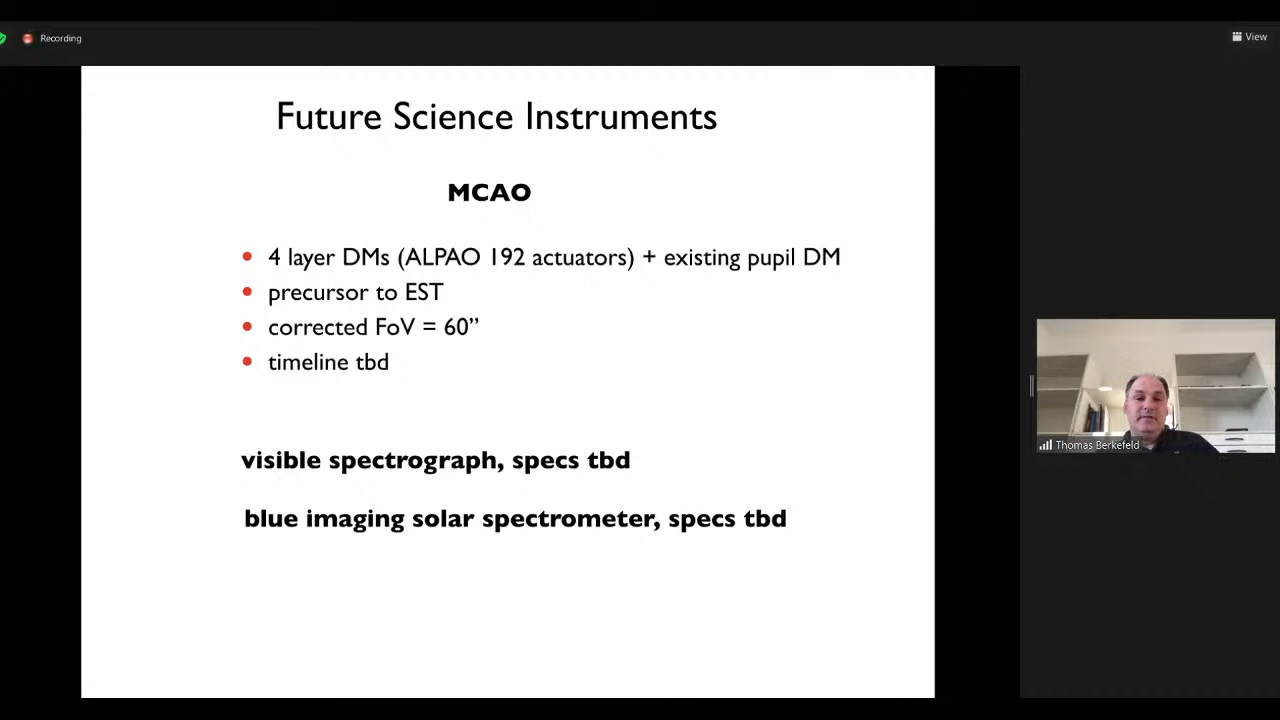 Recording
View
Future Science Instruments
MCAO
• 4 layer DMs (ALPAO 192 actuators) + existing pupil DM
• precursor to EST
• corrected FoV = 60”
• timeline tbd
visible spectrograph, specs tbd
blue imaging solar spectrometer, specs tbd
Thomas Berkefeld